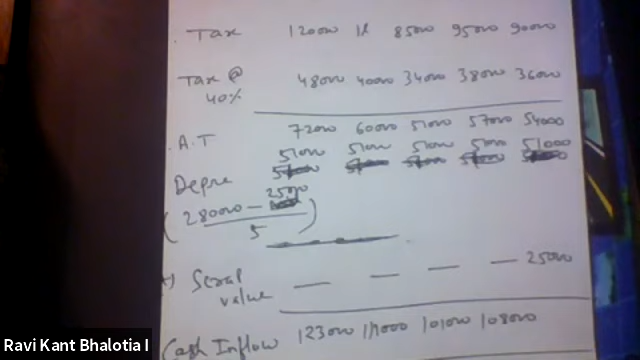 Tax 120000 1L 85000 95000 90000
Tax @ 48000 40000 34000 38000 36000
40%
.A.T 72000 60000 51000 57000 54000
51000 51000 51000 51000 51000
Depre
25000
(280000 -
5 )
Scrap — — — — 25000
value
Cash Inflow 123000 111000 101000 108000
Ravi Kant Bhalotia I